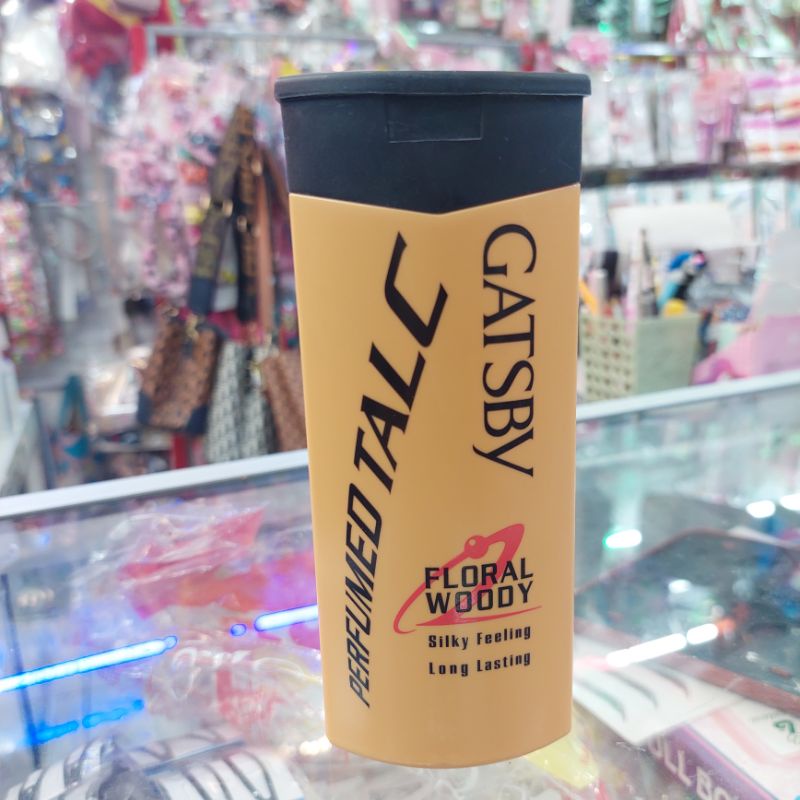 PERFUMED TALC
GATSBY
FLORAL
WOODY
Silky Feeling
Long Lasting